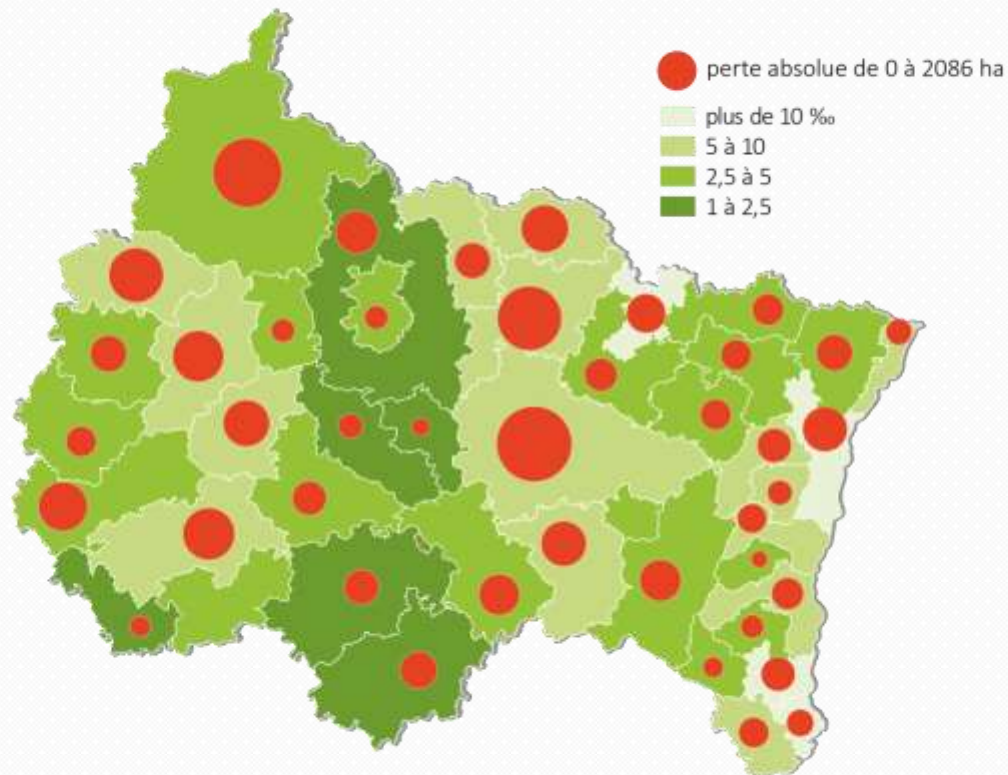 perte absolue de 0 à 2086 ha
plus de 10 ‰
5 à 10
2,5 à 5
1 à 2,5